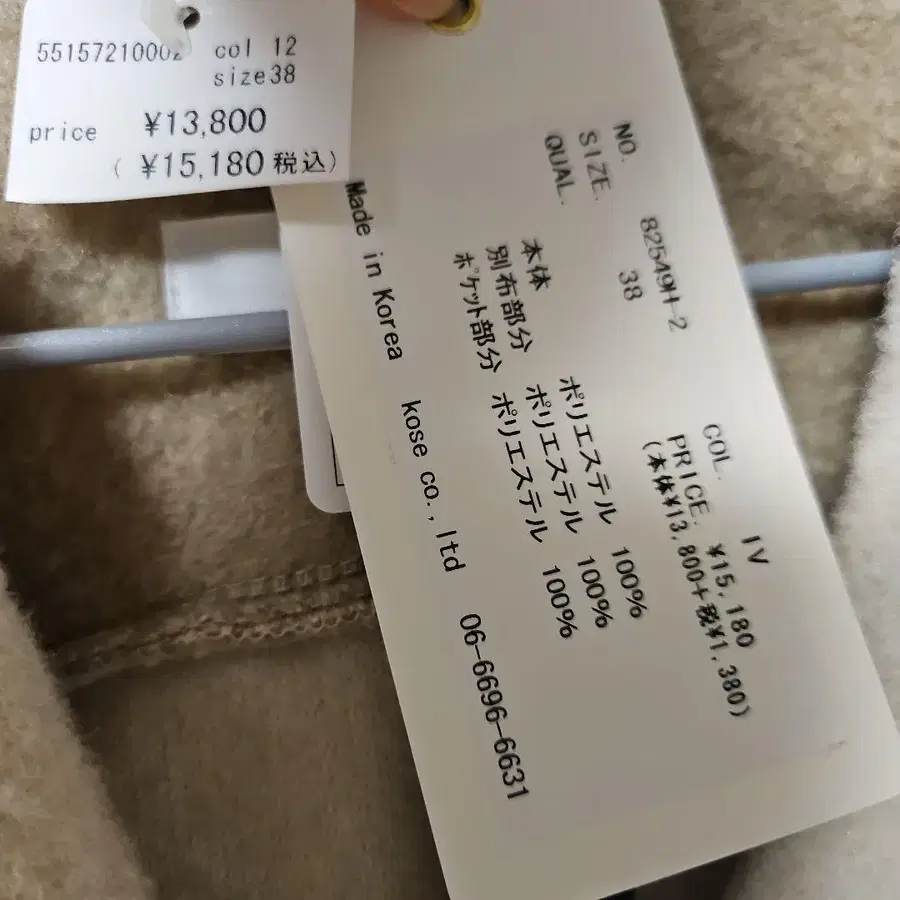 55157210002 col 12
size38
price ¥13,800
( ¥15,180 税込)
NO. 82549H-2 COL. IV
SIZE. 38 PRICE. ¥15,180
(本体¥13,800+税¥1,380)
QUAL.
本体 ポリエステル 100%
別布部分 ポリエステル 100%
ポケット部分 ポリエステル 100%
Made in Korea kose co.,ltd 06-6696-6631